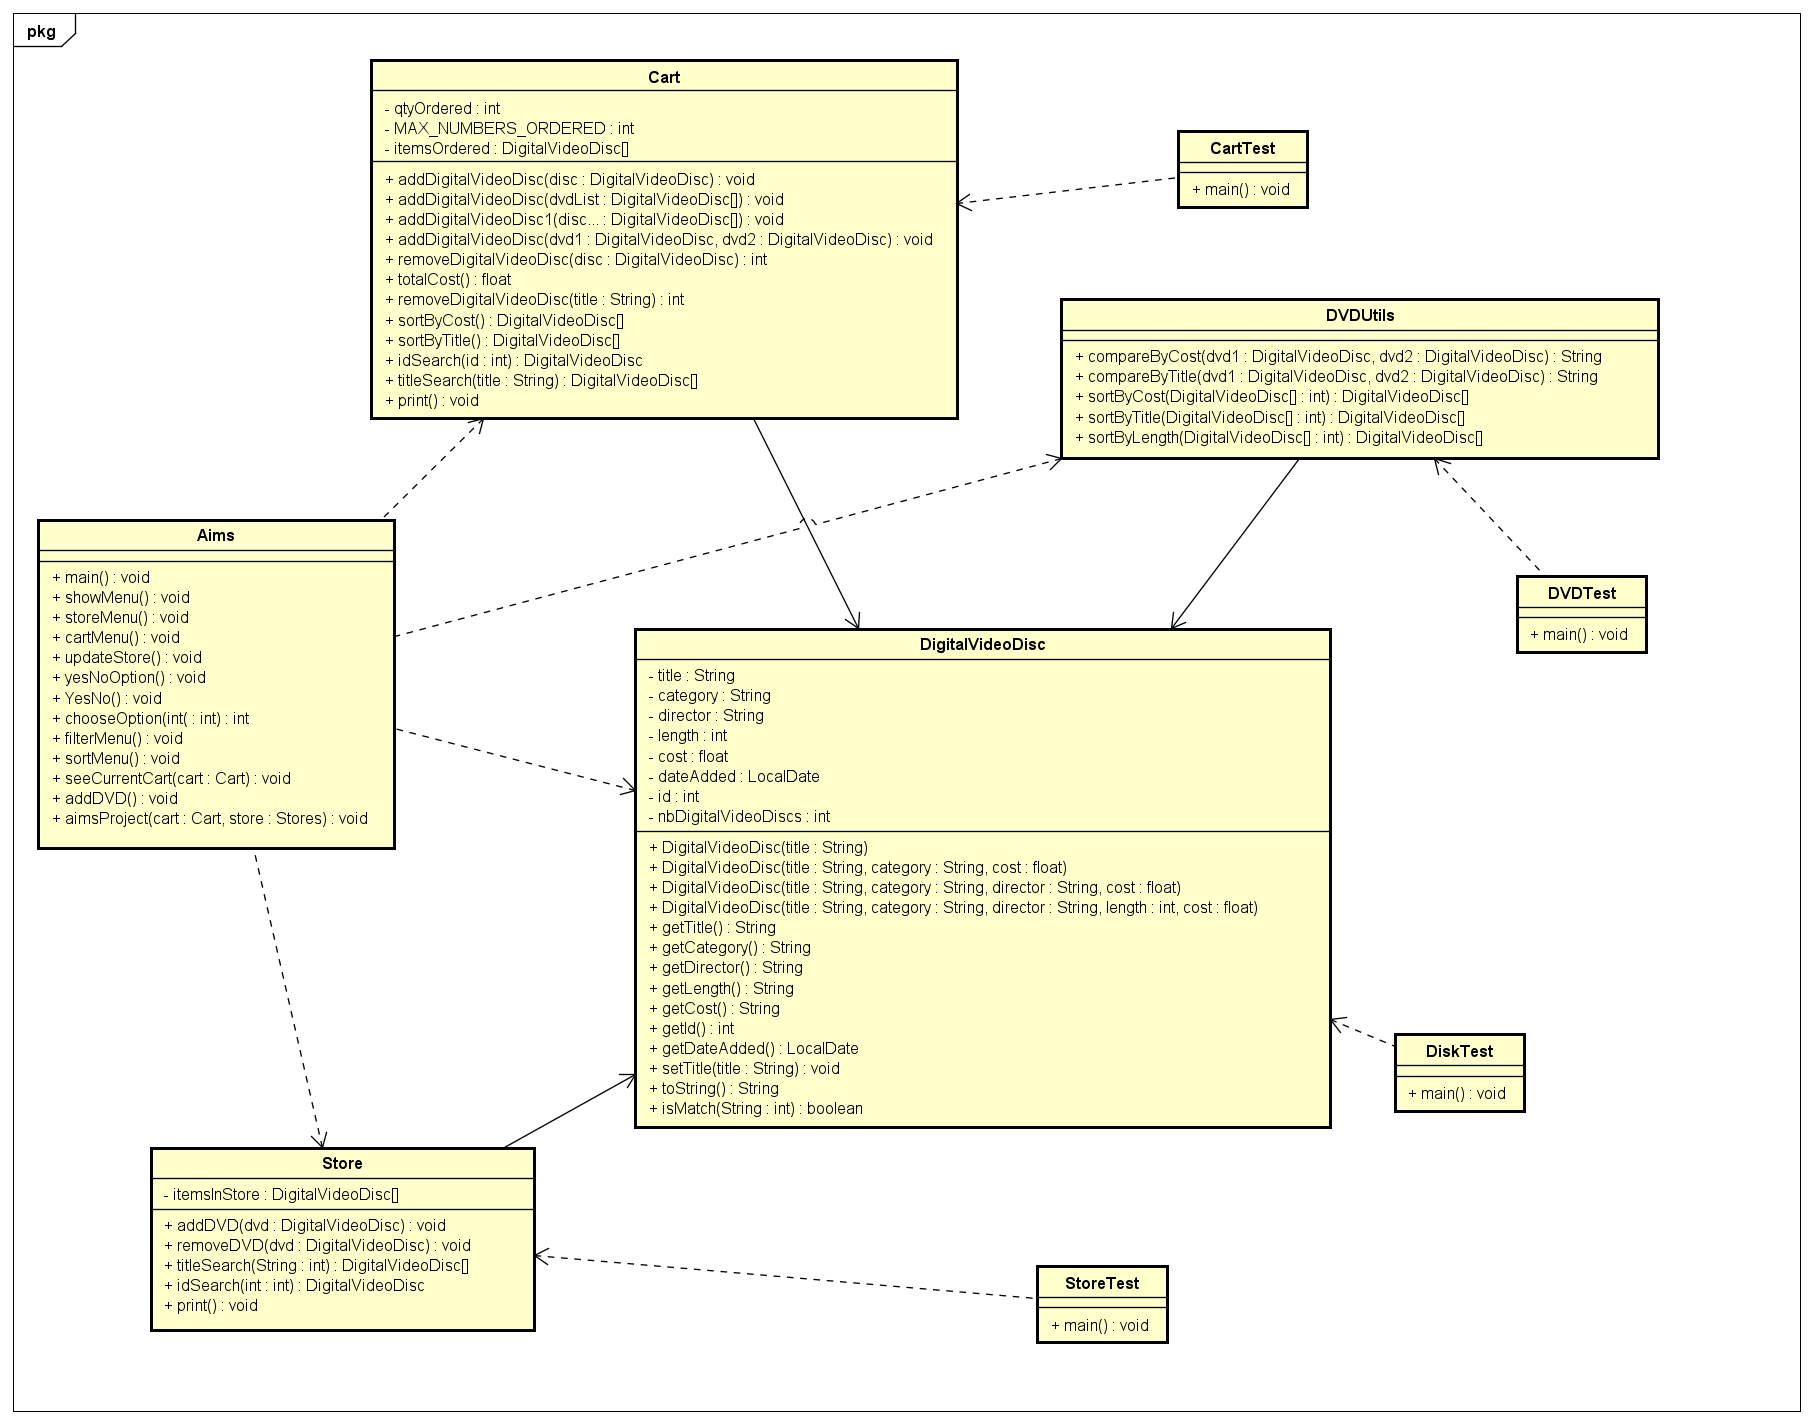 pkg
Cart
- qtyOrdered : int
- MAX_NUMBERS_ORDERED : int
- itemsOrdered : DigitalVideoDisc[]
+ addDigitalVideoDisc(disc : DigitalVideoDisc) : void
+ addDigitalVideoDisc(dvdList : DigitalVideoDisc[]) : void
+ addDigitalVideoDisc1(disc... : DigitalVideoDisc[]) : void
+ addDigitalVideoDisc(dvd1 : DigitalVideoDisc, dvd2 : DigitalVideoDisc) : void
+ removeDigitalVideoDisc(disc : DigitalVideoDisc) : int
+ totalCost() : float
+ removeDigitalVideoDisc(title : String) : int
+ sortByCost() : DigitalVideoDisc[]
+ sortByTitle() : DigitalVideoDisc[]
+ idSearch(id : int) : DigitalVideoDisc
+ titleSearch(title : String) : DigitalVideoDisc[]
+ print() : void
CartTest
+ main() : void
DVDUtils
+ compareByCost(dvd1 : DigitalVideoDisc, dvd2 : DigitalVideoDisc) : String
+ compareByTitle(dvd1 : DigitalVideoDisc, dvd2 : DigitalVideoDisc) : String
+ sortByCost(DigitalVideoDisc[] : int) : DigitalVideoDisc[]
+ sortByTitle(DigitalVideoDisc[] : int) : DigitalVideoDisc[]
+ sortByLength(DigitalVideoDisc[] : int) : DigitalVideoDisc[]
Aims
+ main() : void
+ showMenu() : void
+ storeMenu() : void
+ cartMenu() : void
+ updateStore() : void
+ yesNoOption() : void
+ YesNo() : void
+ chooseOption(int( : int) : int
+ filterMenu() : void
+ sortMenu() : void
+ seeCurrentCart(cart : Cart) : void
+ addDVD() : void
+ aimsProject(cart : Cart, store : Stores) : void
DVDTest
+ main() : void
DigitalVideoDisc
- title : String
- category : String
- director : String
- length : int
- cost : float
- dateAdded : LocalDate
- id : int
- nbDigitalVideoDiscs : int
+ DigitalVideoDisc(title : String)
+ DigitalVideoDisc(title : String, category : String, cost : float)
+ DigitalVideoDisc(title : String, category : String, director : String, cost : float)
+ DigitalVideoDisc(title : String, category : String, director : String, length : int, cost : float)
+ getTitle() : String
+ getCategory() : String
+ getDirector() : String
+ getLength() : String
+ getCost() : String
+ getId() : int
+ getDateAdded() : LocalDate
+ setTitle(title : String) : void
+ toString() : String
+ isMatch(String : int) : boolean
DiskTest
+ main() : void
Store
- itemsInStore : DigitalVideoDisc[]
+ addDVD(dvd : DigitalVideoDisc) : void
+ removeDVD(dvd : DigitalVideoDisc) : void
+ titleSearch(String : int) : DigitalVideoDisc[]
+ idSearch(int : int) : DigitalVideoDisc
+ print() : void
StoreTest
+ main() : void